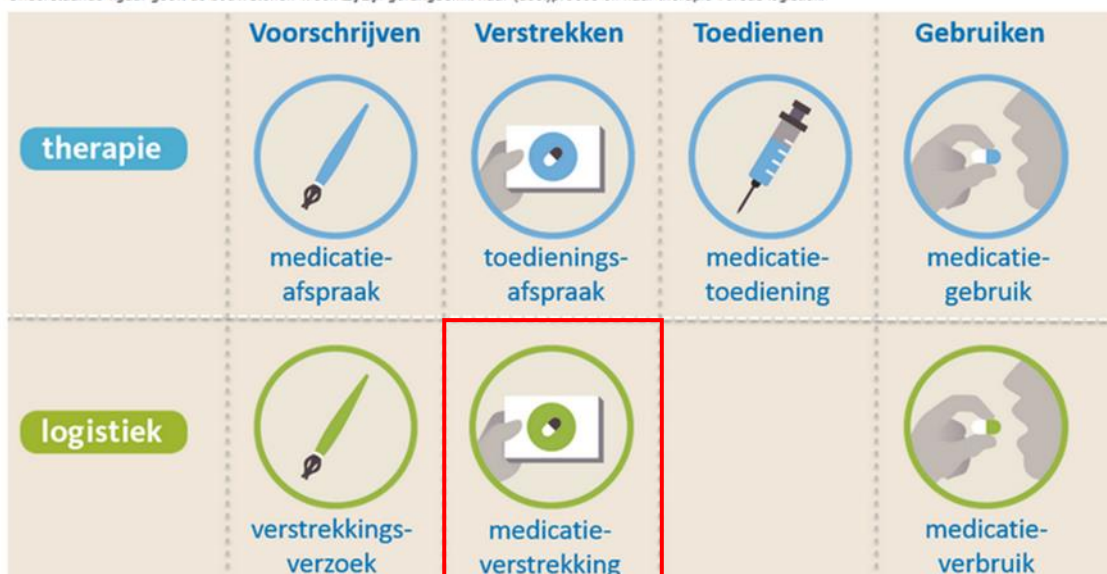 Voorschrijven Verstrekken Toedienen Gebruiken
therapie
medicatie-
afspraak
toedienings-
afspraak
medicatie-
toediening
medicatie-
gebruik
logistiek
verstrekkings-
verzoek
medicatie-
verstrekking
medicatie-
verbruik